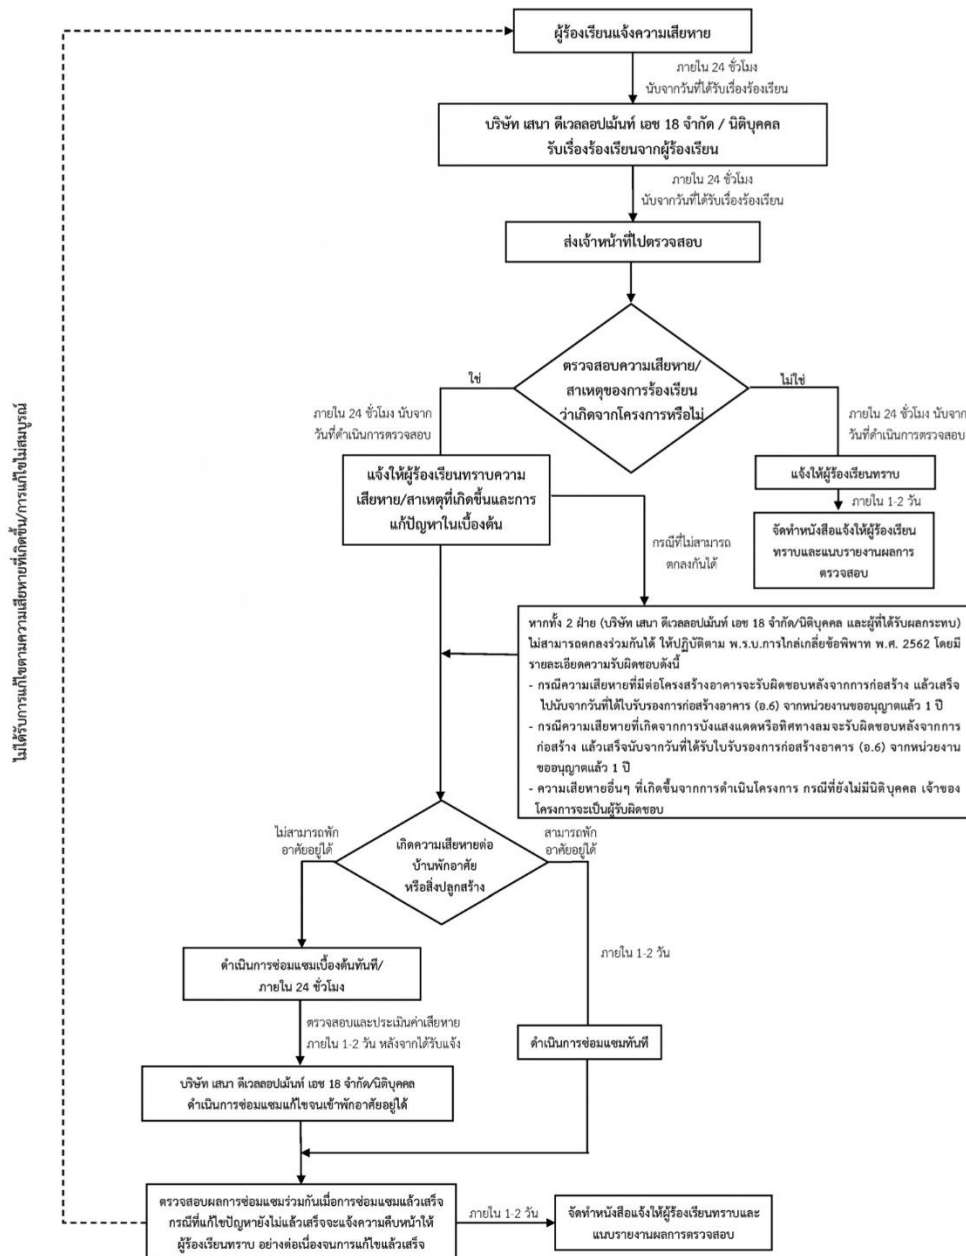 ผู้ร้องเรียนแจ้งความเสียหาย
ภายใน 24 ชั่วโมง
นับจากวันที่ได้รับเรื่องร้องเรียน
บริษัท เสนา ดีเวลลอปเม้นท์ เอช 18 จำกัด / นิติบุคคล
รับเรื่องร้องเรียนจากผู้ร้องเรียน
ภายใน 24 ชั่วโมง
นับจากวันที่ได้รับเรื่องร้องเรียน
ส่งเจ้าหน้าที่ไปตรวจสอบ
ตรวจสอบความเสียหาย/
สาเหตุของการร้องเรียน
ว่าเกิดจากโครงการหรือไม่
ใช่
ภายใน 24 ชั่วโมง นับจาก
วันที่ดำเนินการตรวจสอบ
ไม่ใช่
ภายใน 24 ชั่วโมง นับจาก
วันที่ดำเนินการตรวจสอบ
แจ้งให้ผู้ร้องเรียนทราบความ
เสียหาย/สาเหตุที่เกิดขึ้นและการ
แก้ปัญหาในเบื้องต้น
แจ้งให้ผู้ร้องเรียนทราบ
ภายใน 1-2 วัน
จัดทำหนังสือแจ้งให้ผู้ร้องเรียน
ทราบและแนบรายงานผลการ
ตรวจสอบ
กรณีที่ไม่สามารถ
ตกลงกันได้
หากทั้ง 2 ฝ่าย (บริษัท เสนา ดีเวลลอปเม้นท์ เอช 18 จำกัด/นิติบุคคล และผู้ที่ได้รับผลกระทบ)
ไม่สามารถตกลงร่วมกันได้ ให้ปฏิบัติตาม พ.ร.บ.การไกล่เกลี่ยข้อพิพาท พ.ศ. 2562 โดยมี
รายละเอียดความรับผิดชอบดังนี้
- กรณีความเสียหายที่มีต่อโครงสร้างอาคารจะรับผิดชอบหลังจากการก่อสร้าง แล้วเสร็จ
ไปนับจากวันที่ได้ใบรับรองการก่อสร้างอาคาร (อ.6) จากหน่วยงานขออนุญาตแล้ว 1 ปี
- กรณีความเสียหายที่เกิดจากการบังแสงแดดหรือทิศทางลมจะรับผิดชอบหลังจากการ
ก่อสร้าง แล้วเสร็จนับจากวันที่ได้รับใบรับรองการก่อสร้างอาคาร (อ.6) จากหน่วยงาน
ขออนุญาตแล้ว 1 ปี
- ความเสียหายอื่นๆ ที่เกิดขึ้นจากการดำเนินโครงการ กรณีที่ยังไม่มีนิติบุคคล เจ้าของ
โครงการจะเป็นผู้รับผิดชอบ
ไม่สามารถพัก
อาศัยอยู่ได้
เกิดความเสียหายต่อ
บ้านพักอาศัย
หรือสิ่งปลูกสร้าง
สามารถพัก
อาศัยอยู่ได้
ดำเนินการซ่อมแซมเบื้องต้นทันที/
ภายใน 24 ชั่วโมง
ภายใน 1-2 วัน
ตรวจสอบและประเมินค่าเสียหาย
ภายใน 1-2 วัน หลังจากได้รับแจ้ง
ดำเนินการซ่อมแซมทันที
บริษัท เสนา ดีเวลลอปเม้นท์ เอช 18 จำกัด/นิติบุคคล
ดำเนินการซ่อมแซมแก้ไขจนเข้าพักอาศัยอยู่ได้
ตรวจสอบผลการซ่อมแซมร่วมกันเมื่อการซ่อมแซมแล้วเสร็จ
กรณีที่แก้ไขปัญหายังไม่แล้วเสร็จจะแจ้งความคืบหน้าให้
ผู้ร้องเรียนทราบ อย่างต่อเนื่องจนการแก้ไขแล้วเสร็จ
ภายใน 1-2 วัน
จัดทำหนังสือแจ้งให้ผู้ร้องเรียนทราบและ
แนบรายงานผลการตรวจสอบ
ไม่ได้รับการแก้ไขตามความเสียหายที่เกิดขึ้น/การแก้ไขไม่สมบูรณ์